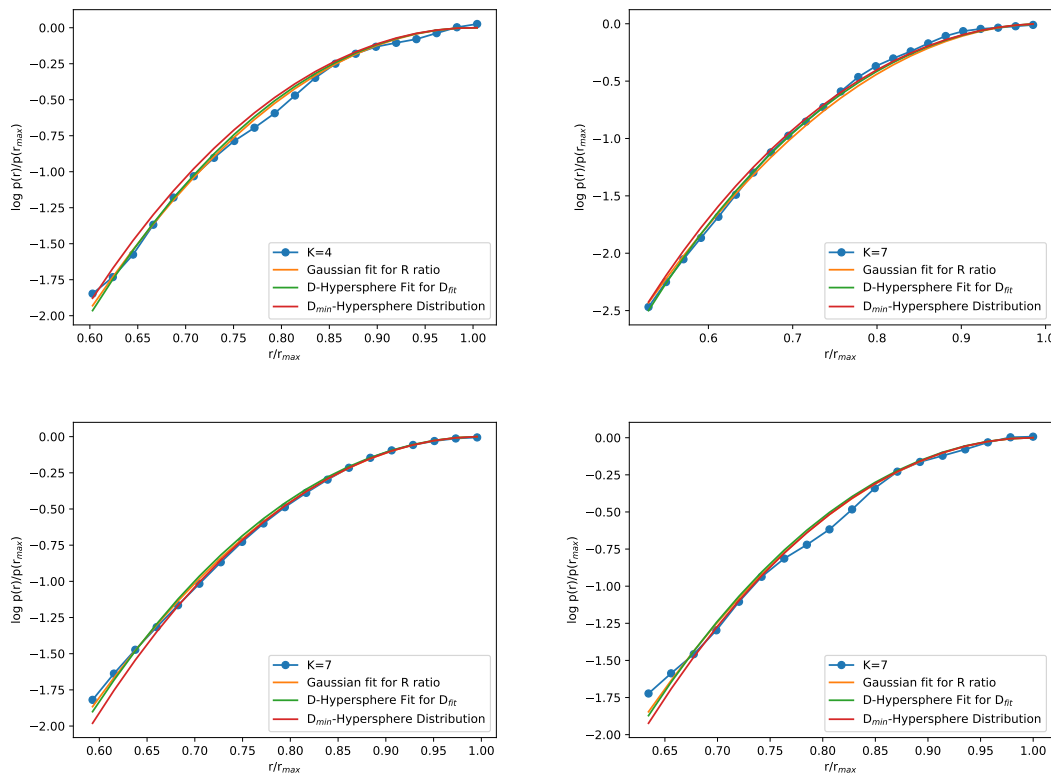 0.00
−0.25
−0.50
−0.75
−1.00
−1.25
−1.50
−1.75
−2.00
log p(r)/p(r_max)
K=4
Gaussian fit for R ratio
D-Hypersphere Fit for D_fit
D_min-Hypersphere Distribution
0.60 0.65 0.70 0.75 0.80 0.85 0.90 0.95 1.00
r/r_max
0.0
−0.5
−1.0
−1.5
−2.0
−2.5
log p(r)/p(r_max)
K=7
Gaussian fit for R ratio
D-Hypersphere Fit for D_fit
D_min-Hypersphere Distribution
0.6 0.7 0.8 0.9 1.0
r/r_max
0.00
−0.25
−0.50
−0.75
−1.00
−1.25
−1.50
−1.75
−2.00
log p(r)/p(r_max)
K=7
Gaussian fit for R ratio
D-Hypersphere Fit for D_fit
D_min-Hypersphere Distribution
0.60 0.65 0.70 0.75 0.80 0.85 0.90 0.95 1.00
r/r_max
0.00
−0.25
−0.50
−0.75
−1.00
−1.25
−1.50
−1.75
−2.00
log p(r)/p(r_max)
K=7
Gaussian fit for R ratio
D-Hypersphere Fit for D_fit
D_min-Hypersphere Distribution
0.65 0.70 0.75 0.80 0.85 0.90 0.95 1.00
r/r_max